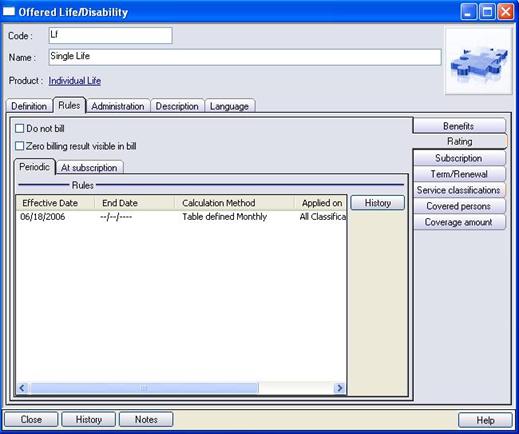 Offered Life/Disability
Code : Lf
Name : Single Life
Product : Individual Life
Definition Rules Administration Description Language
Do not bill
Zero billing result visible in bill
Periodic At subscription
Rules
Effective Date End Date Calculation Method Applied on
06/18/2006 --/--/---- Table defined Monthly All Classifica
History
Benefits
Rating
Subscription
Term/Renewal
Service classifications
Covered persons
Coverage amount
Close History Notes Help